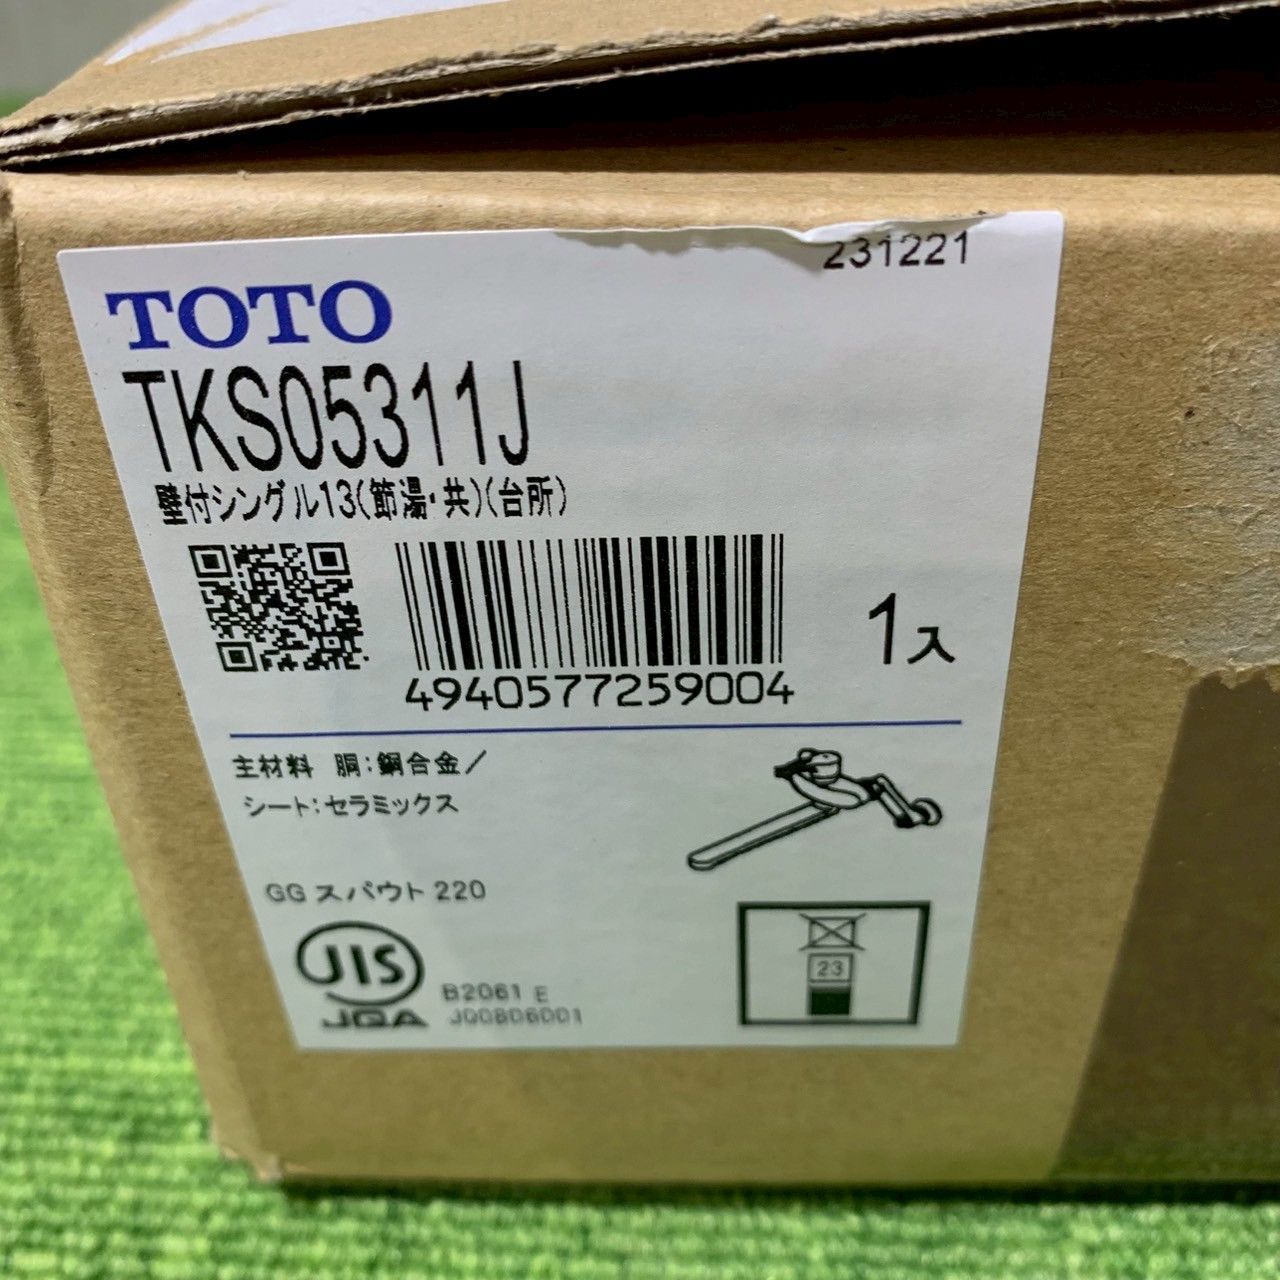 231221
TOTO
TKS05311J
壁付シングル13(節湯・共)(台所)
4940577259004
1入
主材料 胴:銅合金/
シート:セラミックス
GG スパウト 220
JIS
B2061 E
JQA
JQ0806001
23